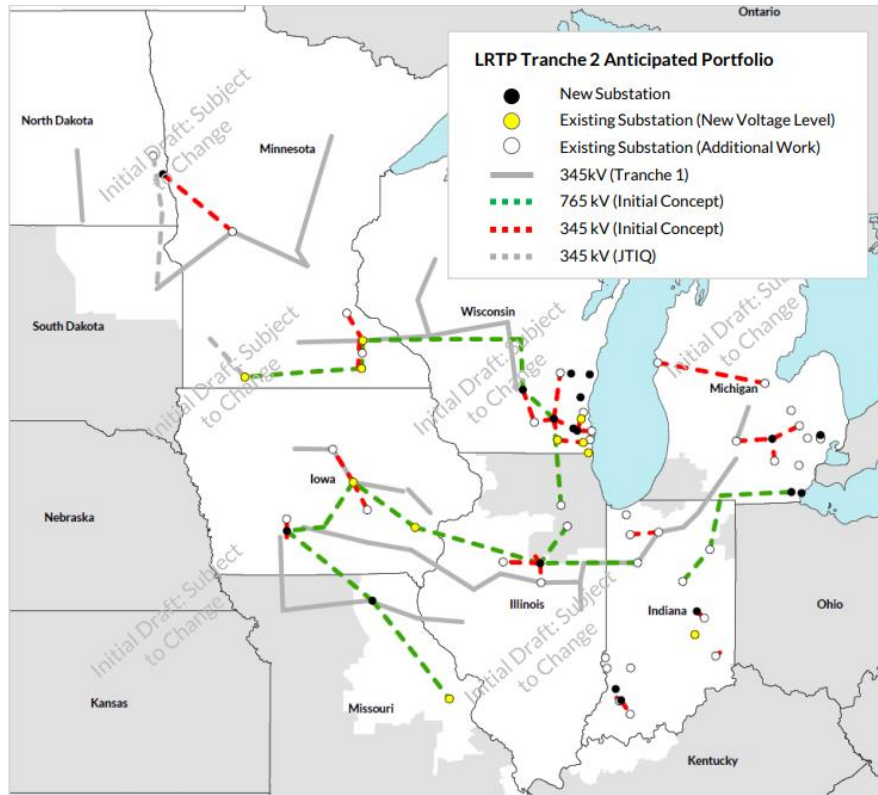 Ontario
LRTP Tranche 2 Anticipated Portfolio
New Substation
Existing Substation (New Voltage Level)
Existing Substation (Additional Work)
345kV (Tranche 1)
765 kV (Initial Concept)
345 kV (Initial Concept)
345 kV (JTIQ)
North Dakota
Minnesota
Initial Draft: Subject
to Change
South Dakota
Wisconsin
Initial Draft: Subject
to Change
Initial Draft: Subject
to Change
Initial Draft: Subject
to Change
Michigan
Iowa
Nebraska
Initial Draft: Subject
to Change
Illinois
Indiana
Ohio
Initial Draft: Subject
to Change
Kansas
Missouri
Kentucky